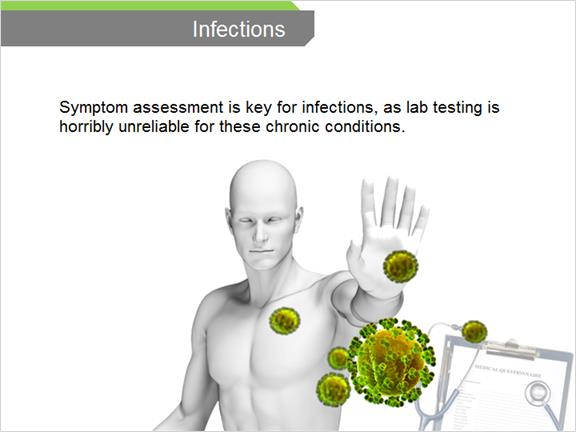 Infections
Symptom assessment is key for infections, as lab testing is
horribly unreliable for these chronic conditions.
MEDICAL QUESTIONNAIRE